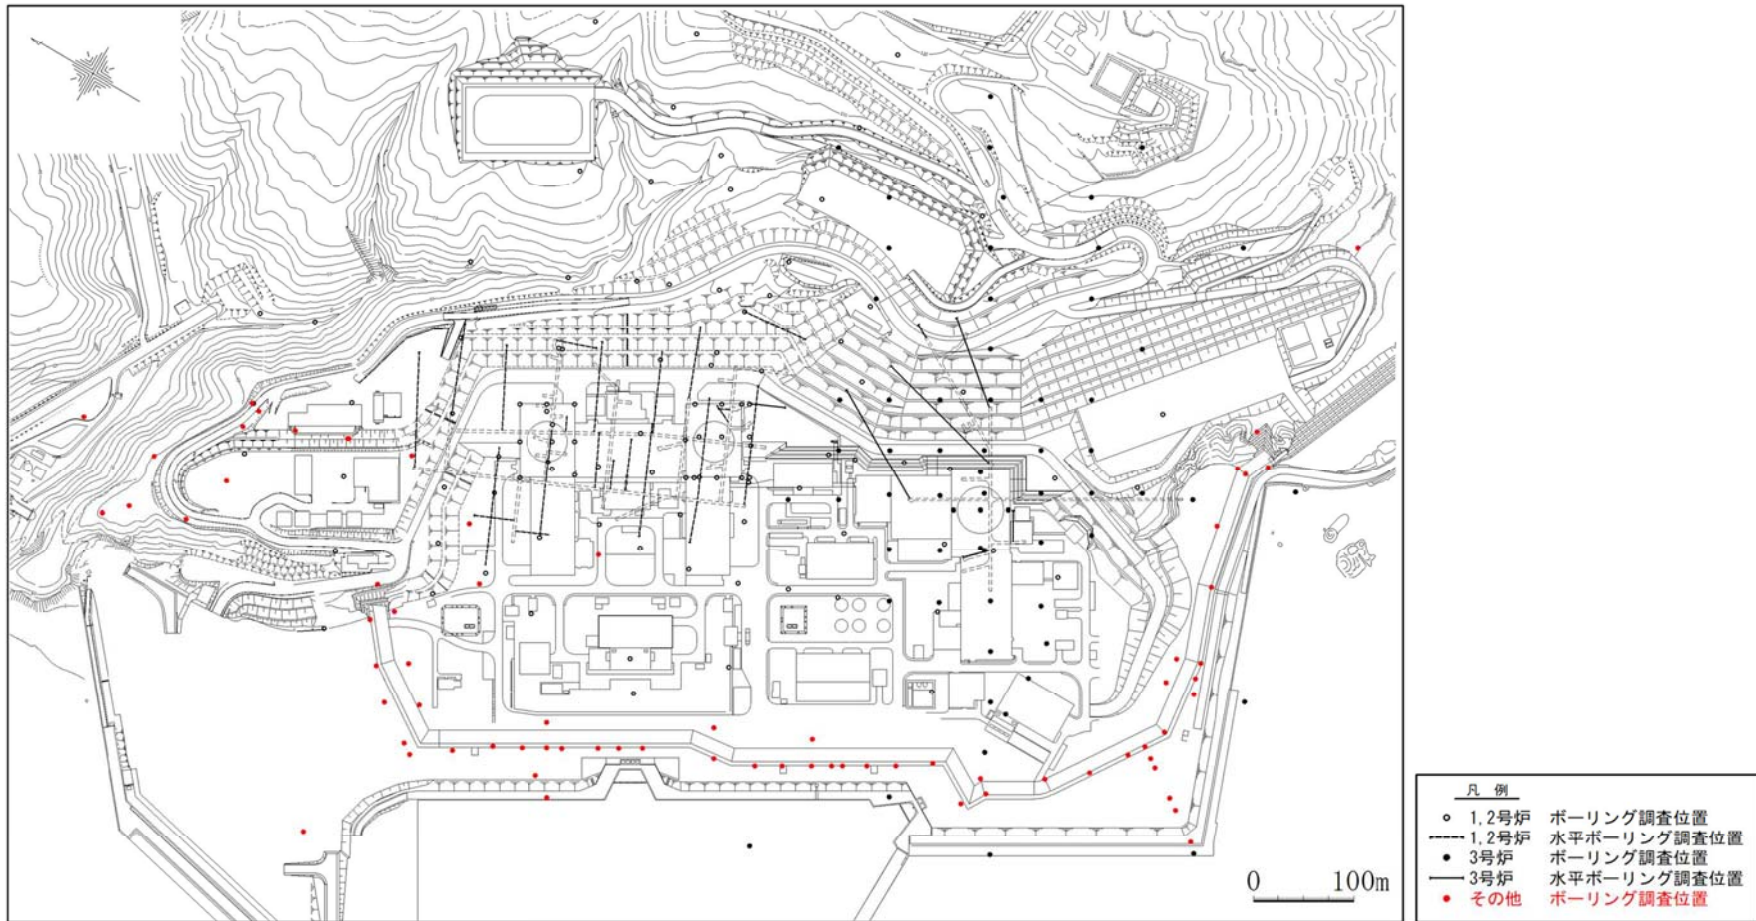 0 100m
凡 例
1,2号炉 ボーリング調査位置
1,2号炉 水平ボーリング調査位置
3号炉 ボーリング調査位置
3号炉 水平ボーリング調査位置
その他 ボーリング調査位置